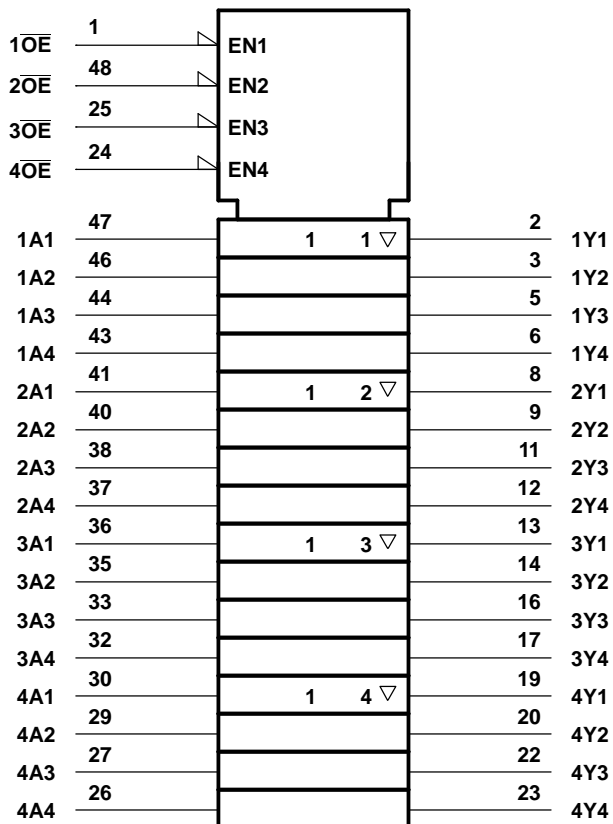 1O̅E̅ 1 EN1
2O̅E̅ 48 EN2
3O̅E̅ 25 EN3
4O̅E̅ 24 EN4
1A1 47 1 1 ▽ 2 1Y1
1A2 46 3 1Y2
1A3 44 5 1Y3
1A4 43 6 1Y4
2A1 41 1 2 ▽ 8 2Y1
2A2 40 9 2Y2
2A3 38 11 2Y3
2A4 37 12 2Y4
3A1 36 1 3 ▽ 13 3Y1
3A2 35 14 3Y2
3A3 33 16 3Y3
3A4 32 17 3Y4
4A1 30 1 4 ▽ 19 4Y1
4A2 29 20 4Y2
4A3 27 22 4Y3
4A4 26 23 4Y4